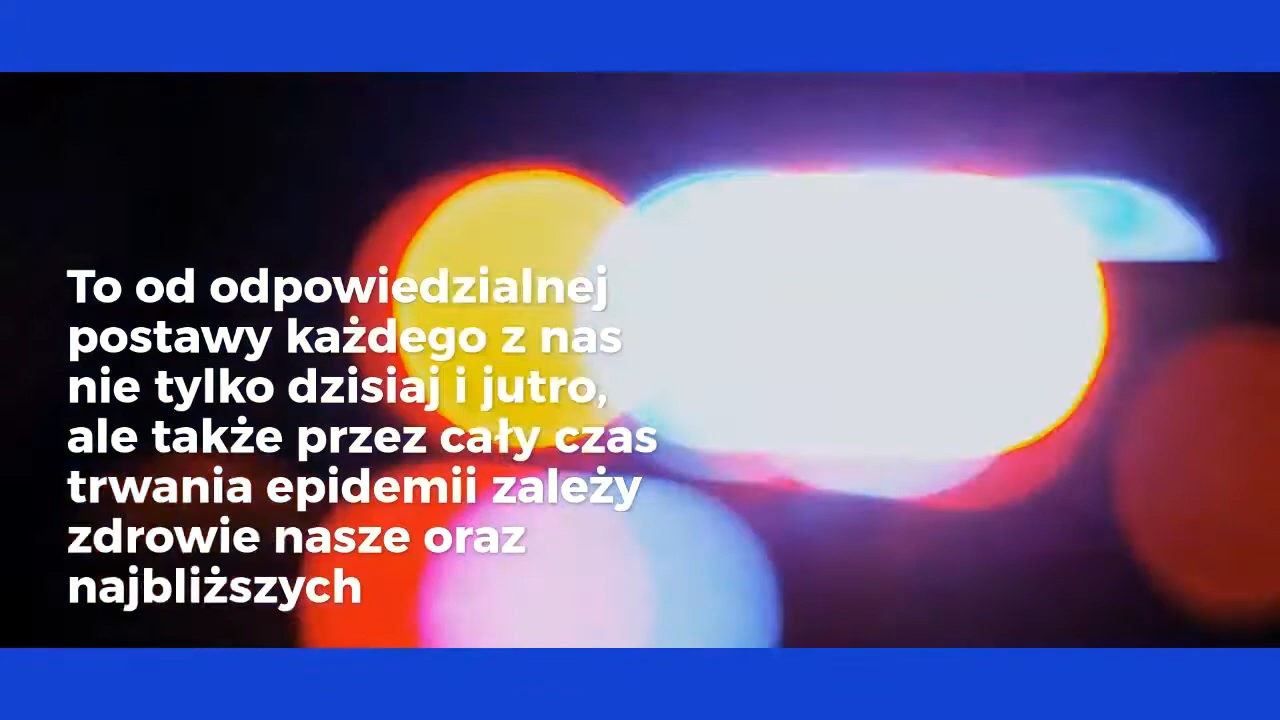 To od odpowiedzialnej
postawy każdego z nas
nie tylko dzisiaj i jutro,
ale także przez cały czas
trwania epidemii zależy
zdrowie nasze oraz
najbliższych